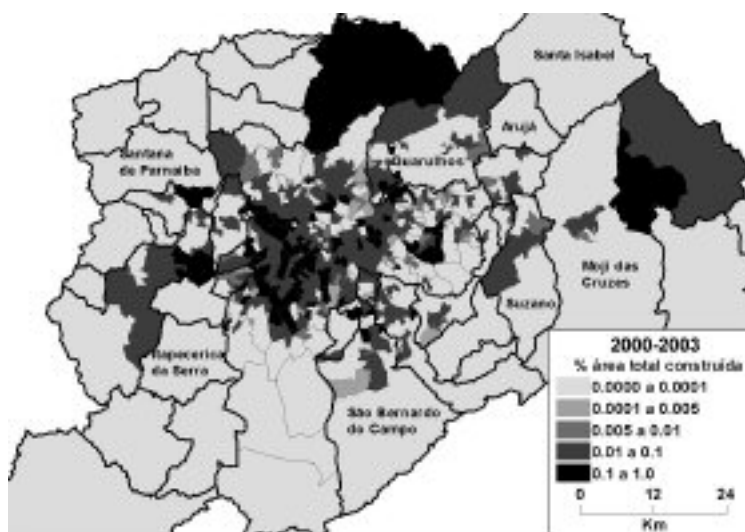 Santa Isabel
Arujá
Guarulhos
Santana
de Parnaíba
Moji das
Cruzes
Suzano
Itapecerica
da Serra
São Bernardo
do Campo
2000-2003
% área total construída
0.0000 a 0.0001
0.0001 a 0.005
0.005 a 0.01
0.01 a 0.1
0.1 a 1.0
0 12 24
Km